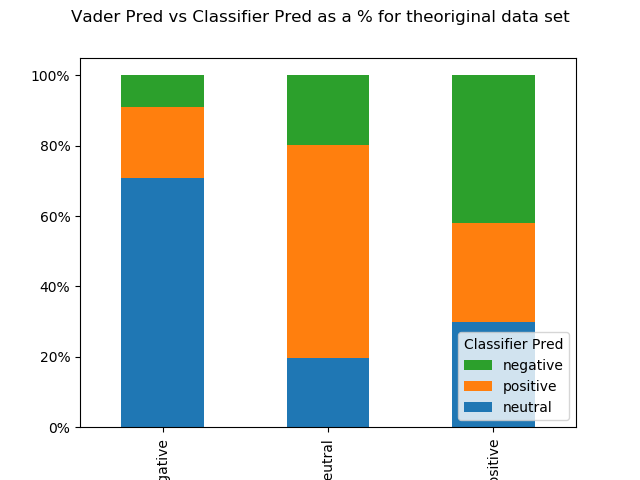 Vader Pred vs Classifier Pred as a % for theoriginal data set
100%
80%
60%
40%
20%
0%
Classifier Pred
negative
positive
neutral
gative
eutral
ositive